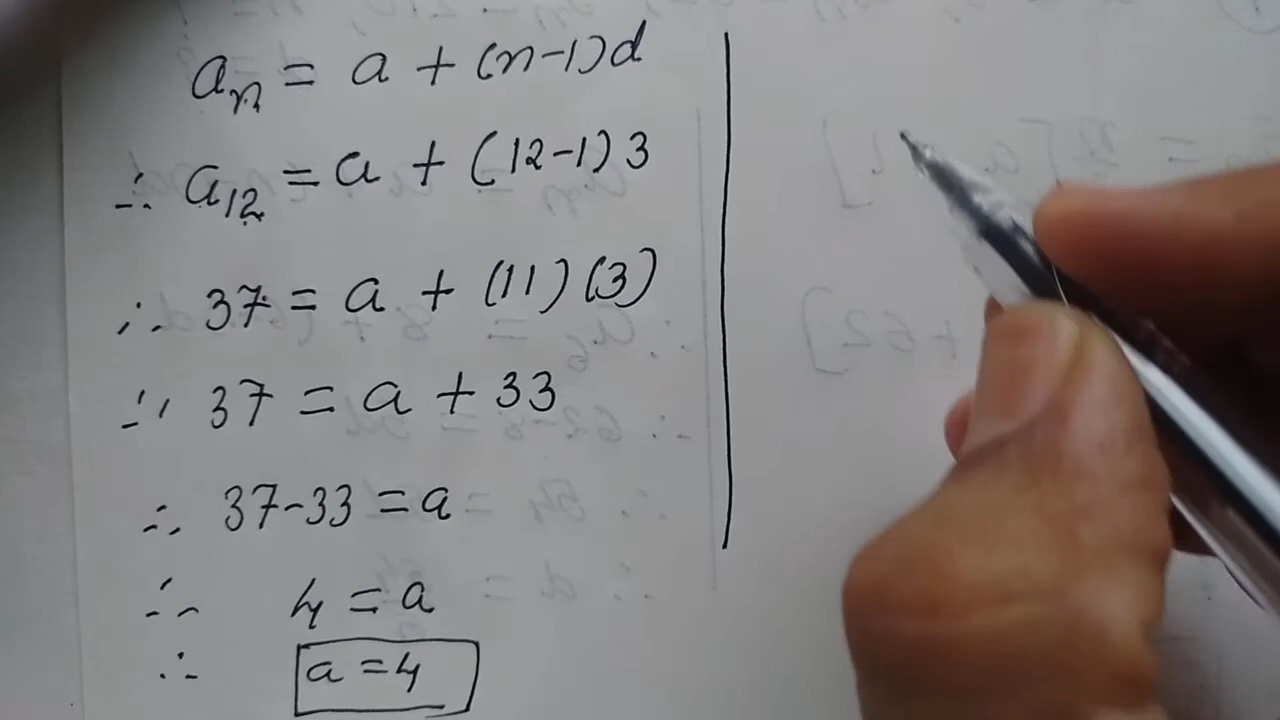 aₙ = a + (n-1)d
∴ a₁₂ = a + (12-1)3
∴ 37 = a + (11)(3)
∴ 37 = a + 33
∴ 37-33 = a
∴ 4 = a
∴ a = 4